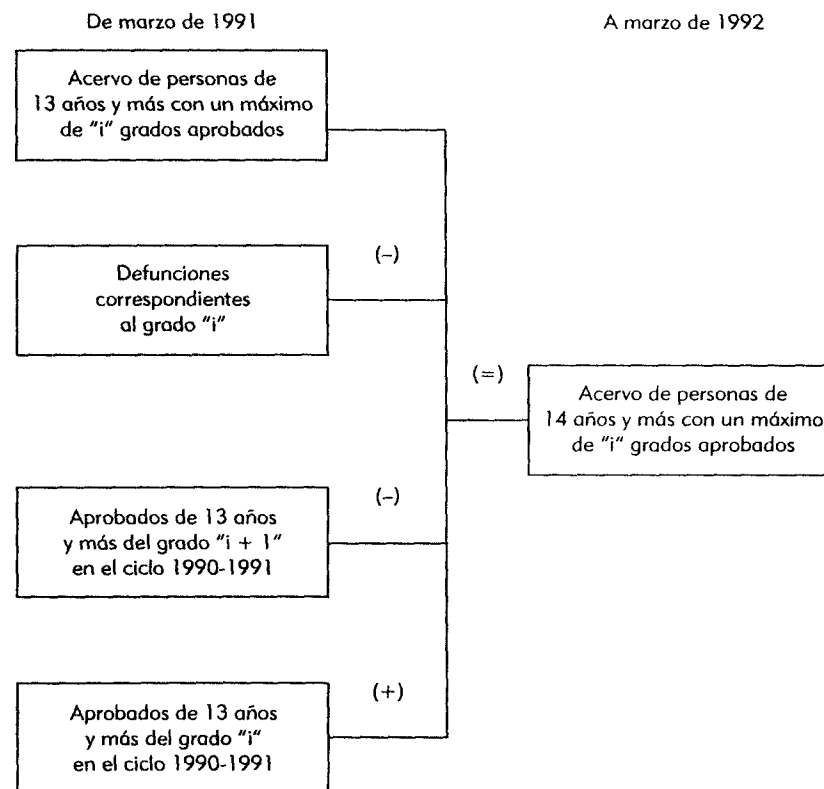 De marzo de 1991
A marzo de 1992
Acervo de personas de
13 años y más con un máximo
de "i" grados aprobados
(-)
Defunciones
correspondientes
al grado "i"
(=)
Acervo de personas de
14 años y más con un máximo
de "i" grados aprobados
(-)
Aprobados de 13 años
y más del grado "i + 1"
en el ciclo 1990-1991
(+)
Aprobados de 13 años
y más del grado "i"
en el ciclo 1990-1991